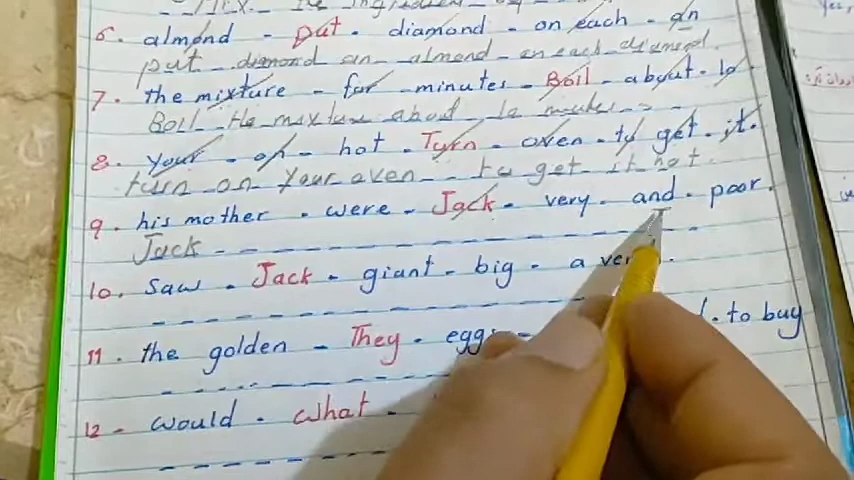 6. almond - put - diamond - on each - an
put diamond an almond on each diamond.
7. the mixture - for - minutes - Boil - about - 10
Boil the mixture about 10 minutes
8. your - on - hot - Turn - oven - to get - it.
turn on your oven to get it hot.
9. his mother - were - Jack - very - and - poor.
Jack
10. Saw - Jack - giant - big - a
11. the golden - They - eggs - to buy
12 - would - what -